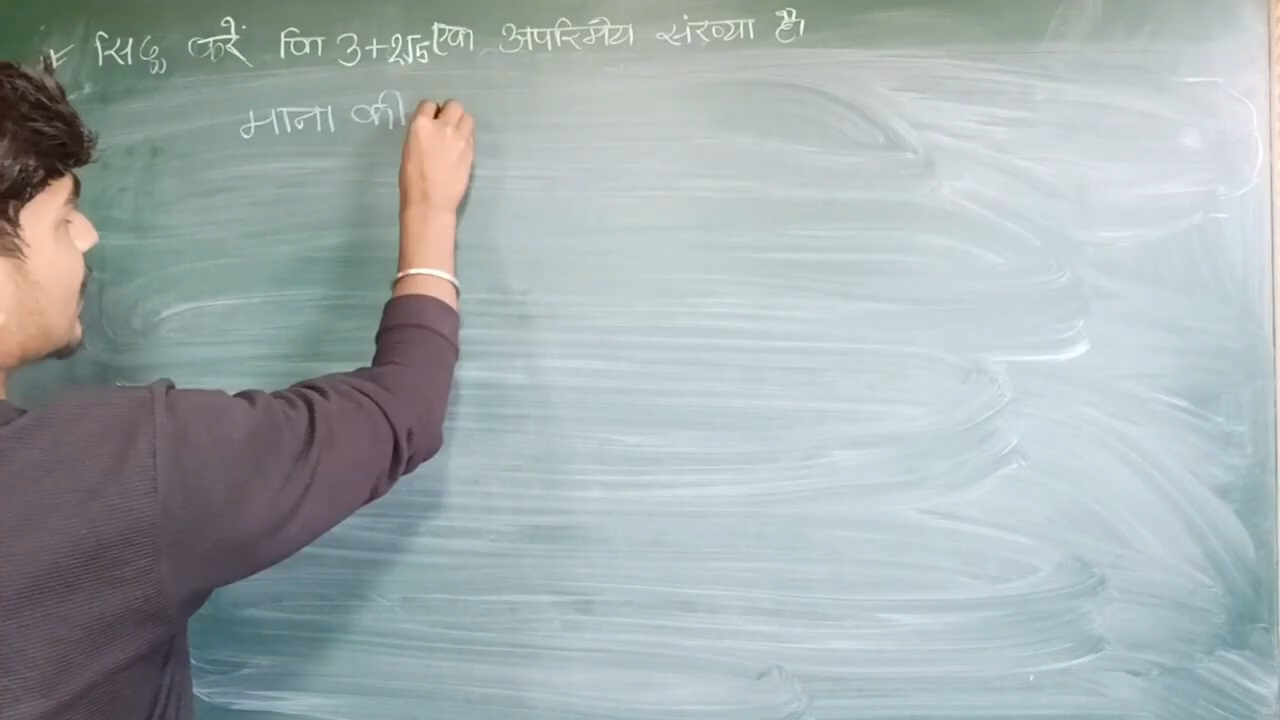 सिद्ध करें कि 3+2√5 एक अपरिमेय संख्या है।
माना की